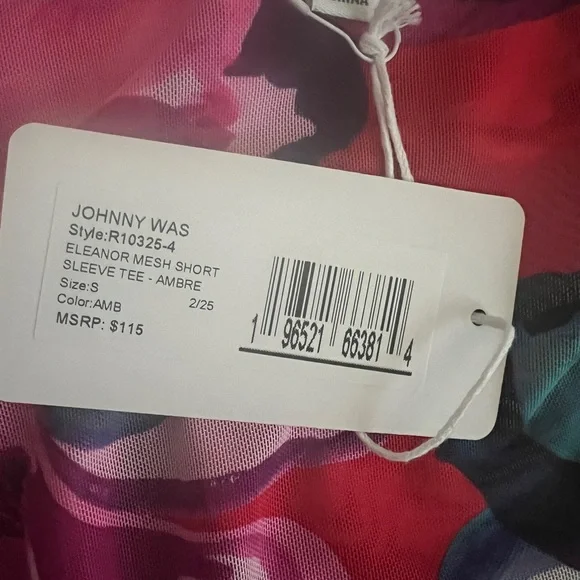 JOHNNY WAS
Style:R10325-4
ELEANOR MESH SHORT
SLEEVE TEE - AMBRE
Size:S 2/25
Color:AMB
MSRP: $115
1 96521 66381 4